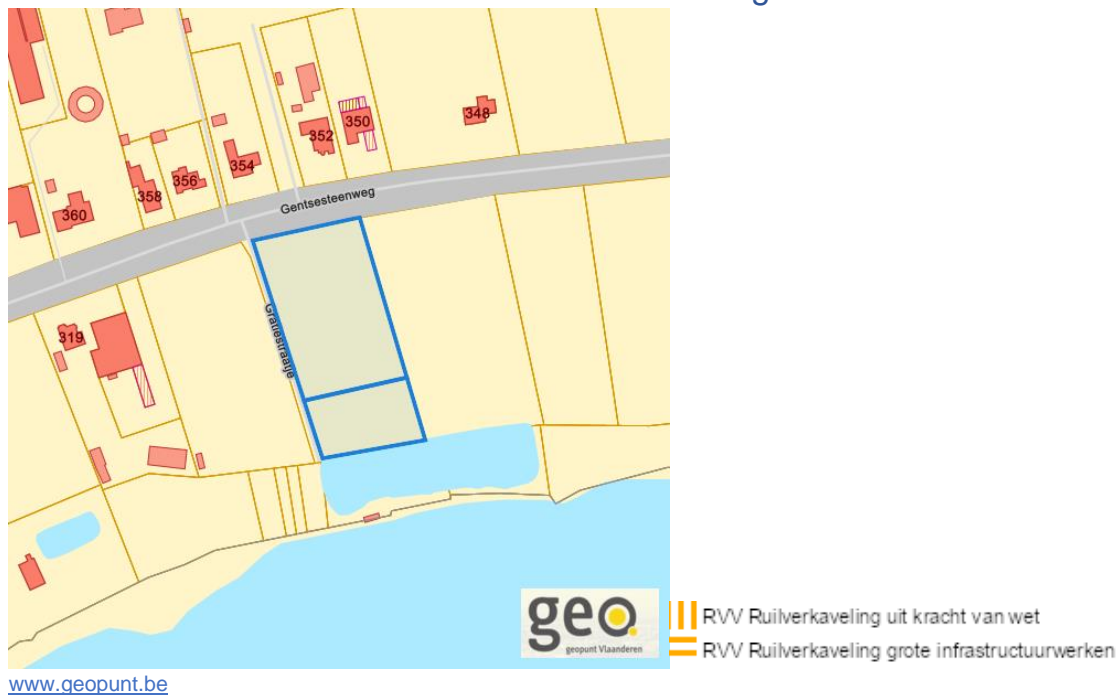 352
350
348
354
356
358
360
Gentsesteenweg
Gratiestraatje
319
geo.
geopunt Vlaanderen
RVV Ruilverkaveling uit kracht van wet
RVV Ruilverkaveling grote infrastructuurwerken
www.geopunt.be